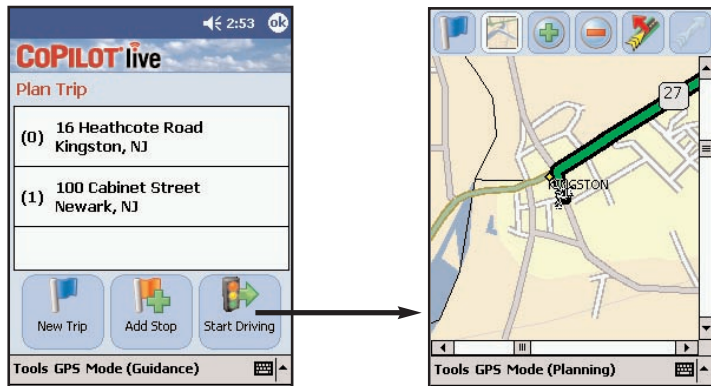 2:53 ok
CoPilot live
Plan Trip
(0) 16 Heathcote Road
Kingston, NJ
(1) 100 Cabinet Street
Newark, NJ
New Trip Add Stop Start Driving
Tools GPS Mode (Guidance)
27
KINGSTON
Tools GPS Mode (Planning)